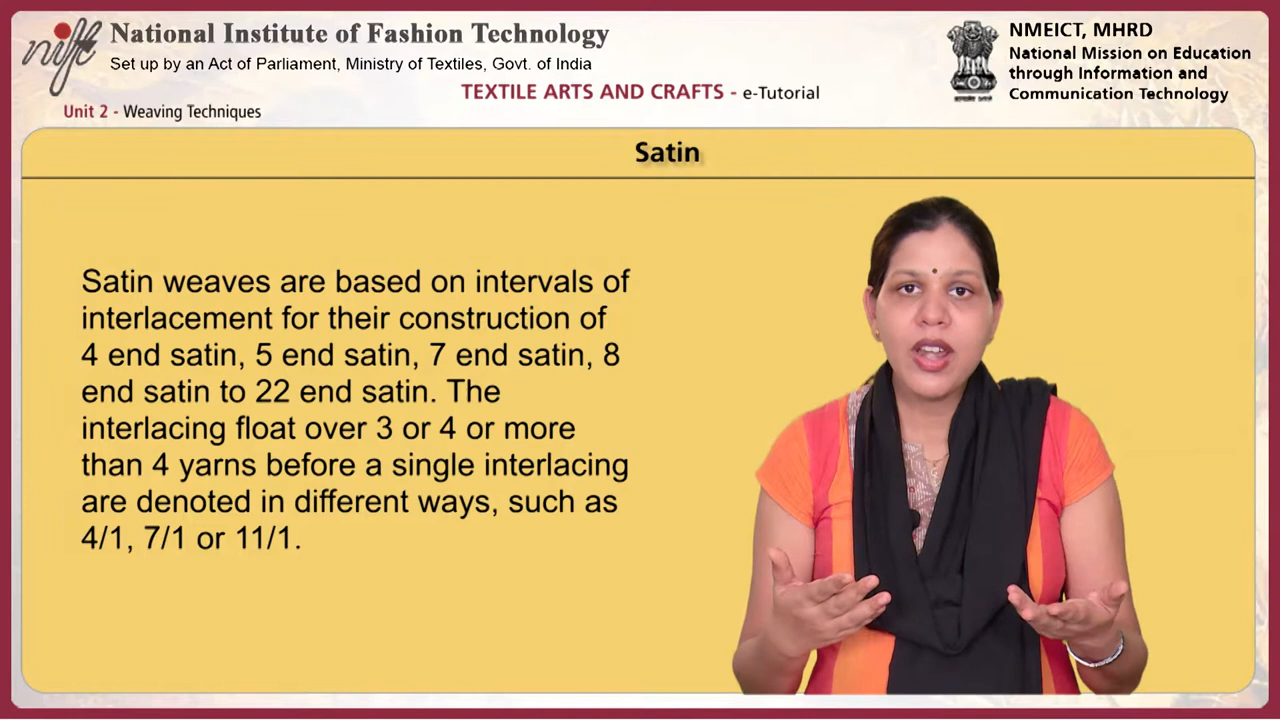 nift
National Institute of Fashion Technology
Set up by an Act of Parliament, Ministry of Textiles, Govt. of India
NMEICT, MHRD
National Mission on Education
through Information and
Communication Technology
TEXTILE ARTS AND CRAFTS - e-Tutorial
Unit 2 - Weaving Techniques
Satin
Satin weaves are based on intervals of
interlacement for their construction of
4 end satin, 5 end satin, 7 end satin, 8
end satin to 22 end satin. The
interlacing float over 3 or 4 or more
than 4 yarns before a single interlacing
are denoted in different ways, such as
4/1, 7/1 or 11/1.